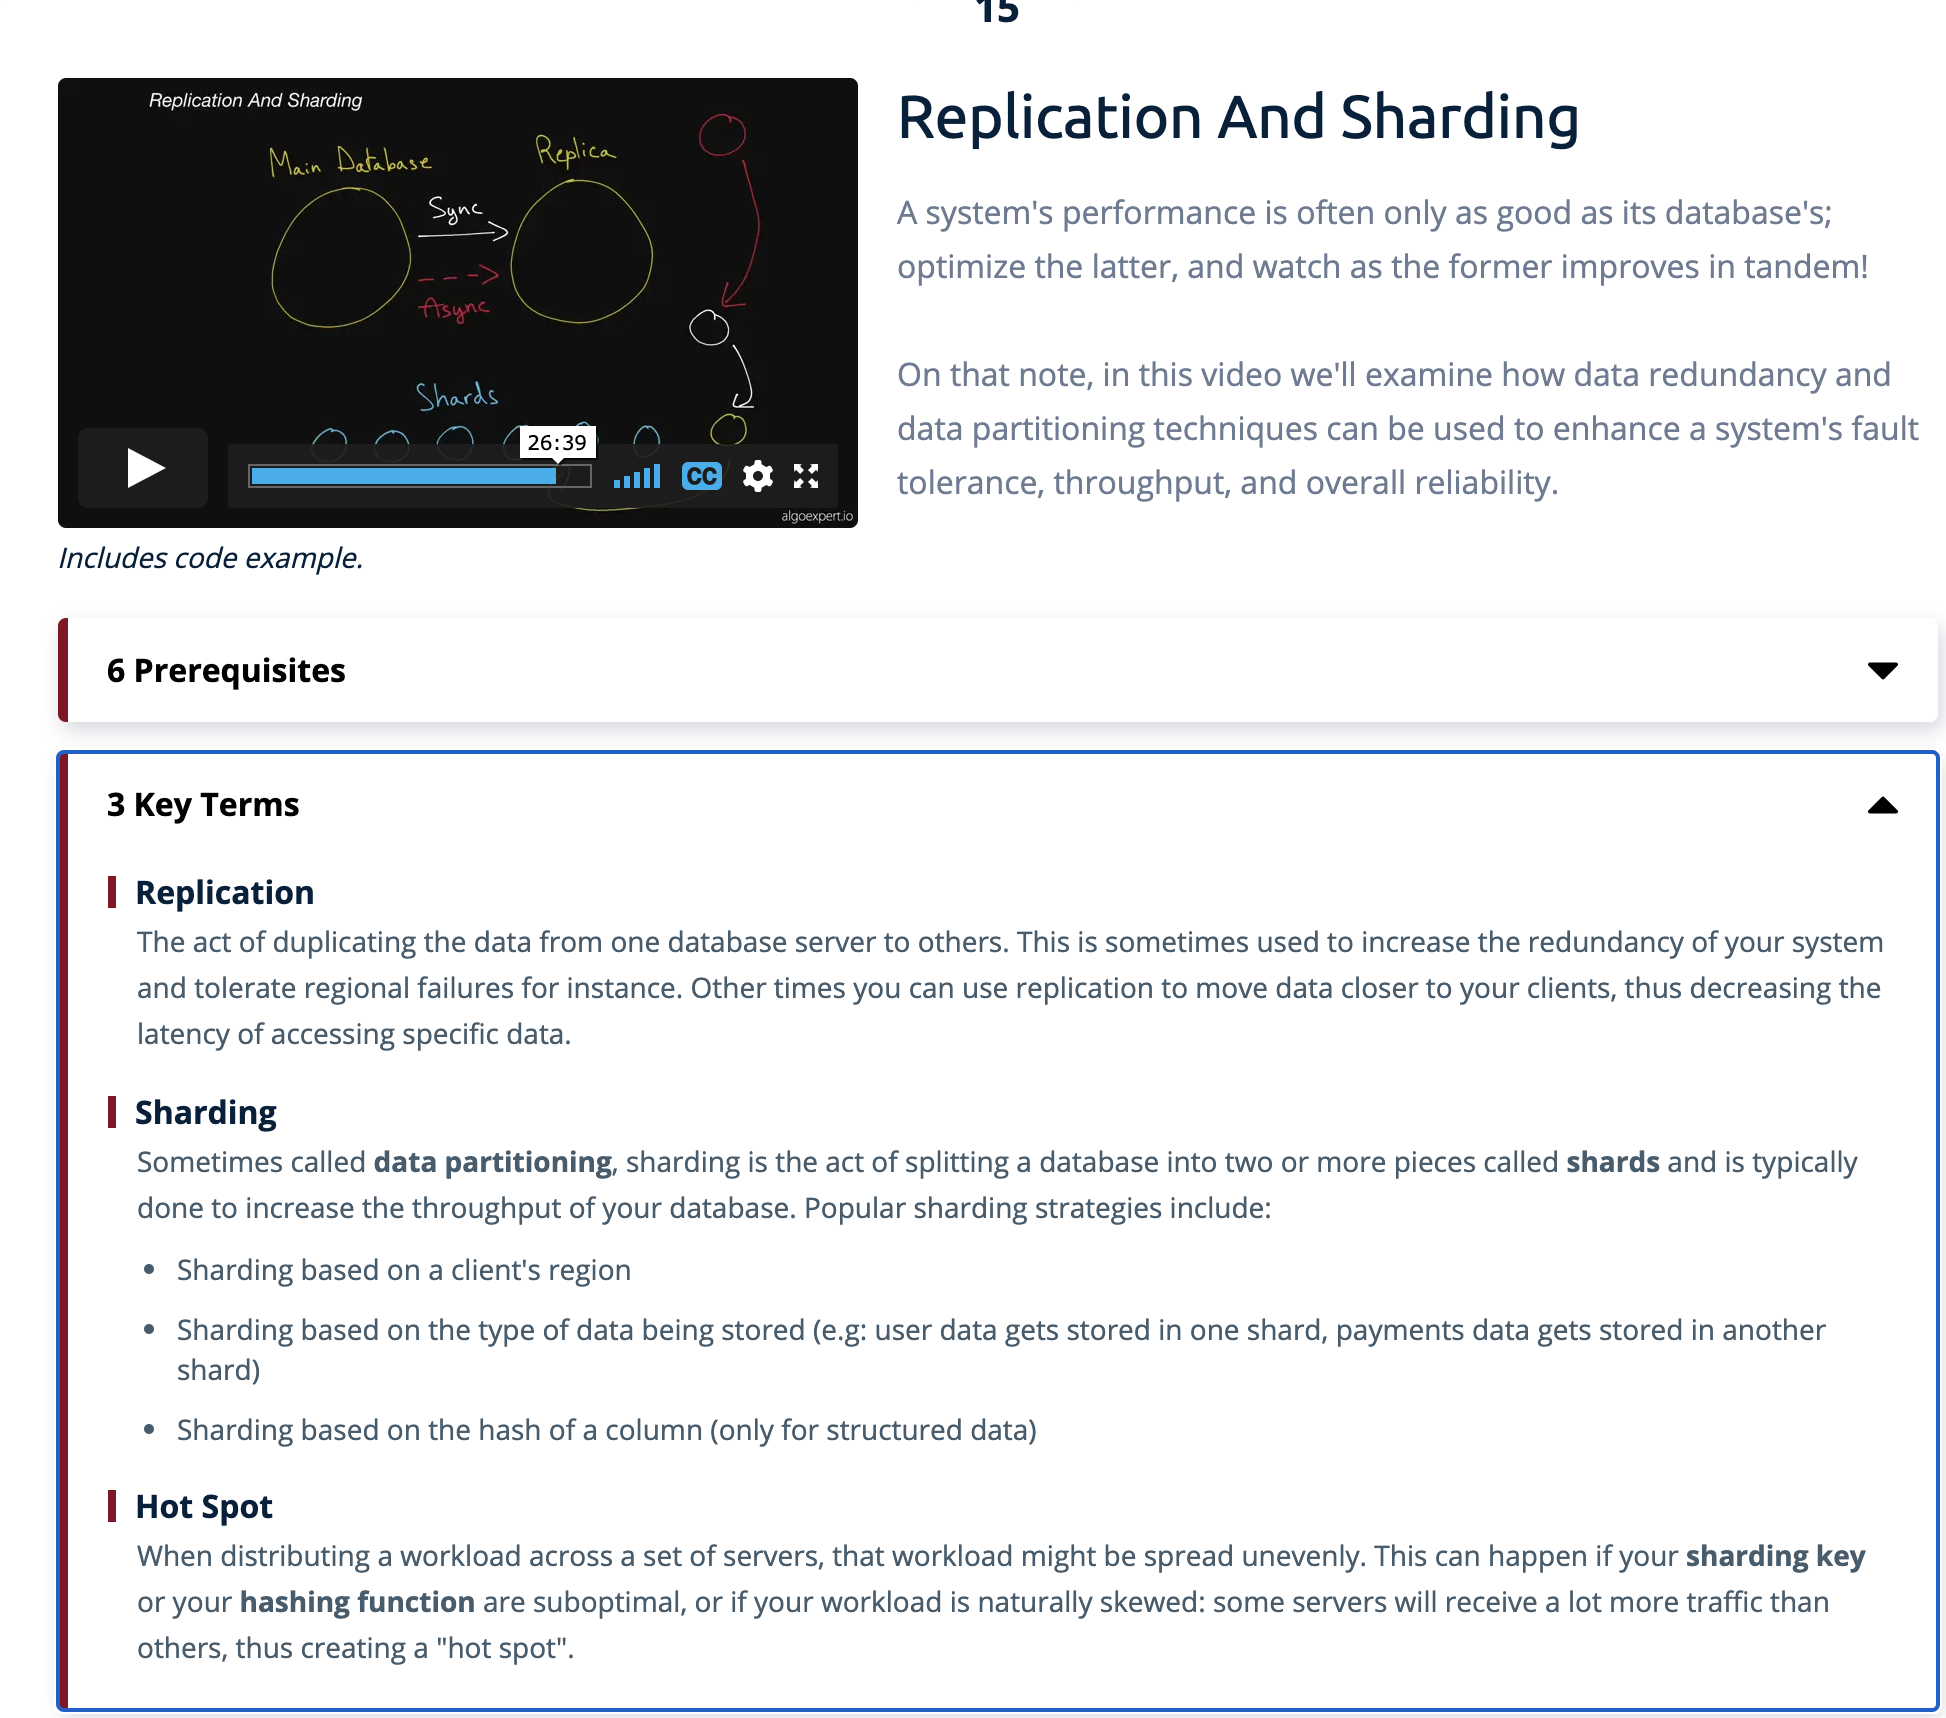 15
Replication And Sharding
Main Database
Replica
Sync
Async
Shards
26:39
CC
algoexpert.io
Includes code example.
Replication And Sharding
A system's performance is often only as good as its database's;
optimize the latter, and watch as the former improves in tandem!
On that note, in this video we'll examine how data redundancy and
data partitioning techniques can be used to enhance a system's fault
tolerance, throughput, and overall reliability.
6 Prerequisites
3 Key Terms
Replication
The act of duplicating the data from one database server to others. This is sometimes used to increase the redundancy of your system
and tolerate regional failures for instance. Other times you can use replication to move data closer to your clients, thus decreasing the
latency of accessing specific data.
Sharding
Sometimes called data partitioning, sharding is the act of splitting a database into two or more pieces called shards and is typically
done to increase the throughput of your database. Popular sharding strategies include:
• Sharding based on a client's region
• Sharding based on the type of data being stored (e.g: user data gets stored in one shard, payments data gets stored in another
shard)
• Sharding based on the hash of a column (only for structured data)
Hot Spot
When distributing a workload across a set of servers, that workload might be spread unevenly. This can happen if your sharding key
or your hashing function are suboptimal, or if your workload is naturally skewed: some servers will receive a lot more traffic than
others, thus creating a "hot spot".